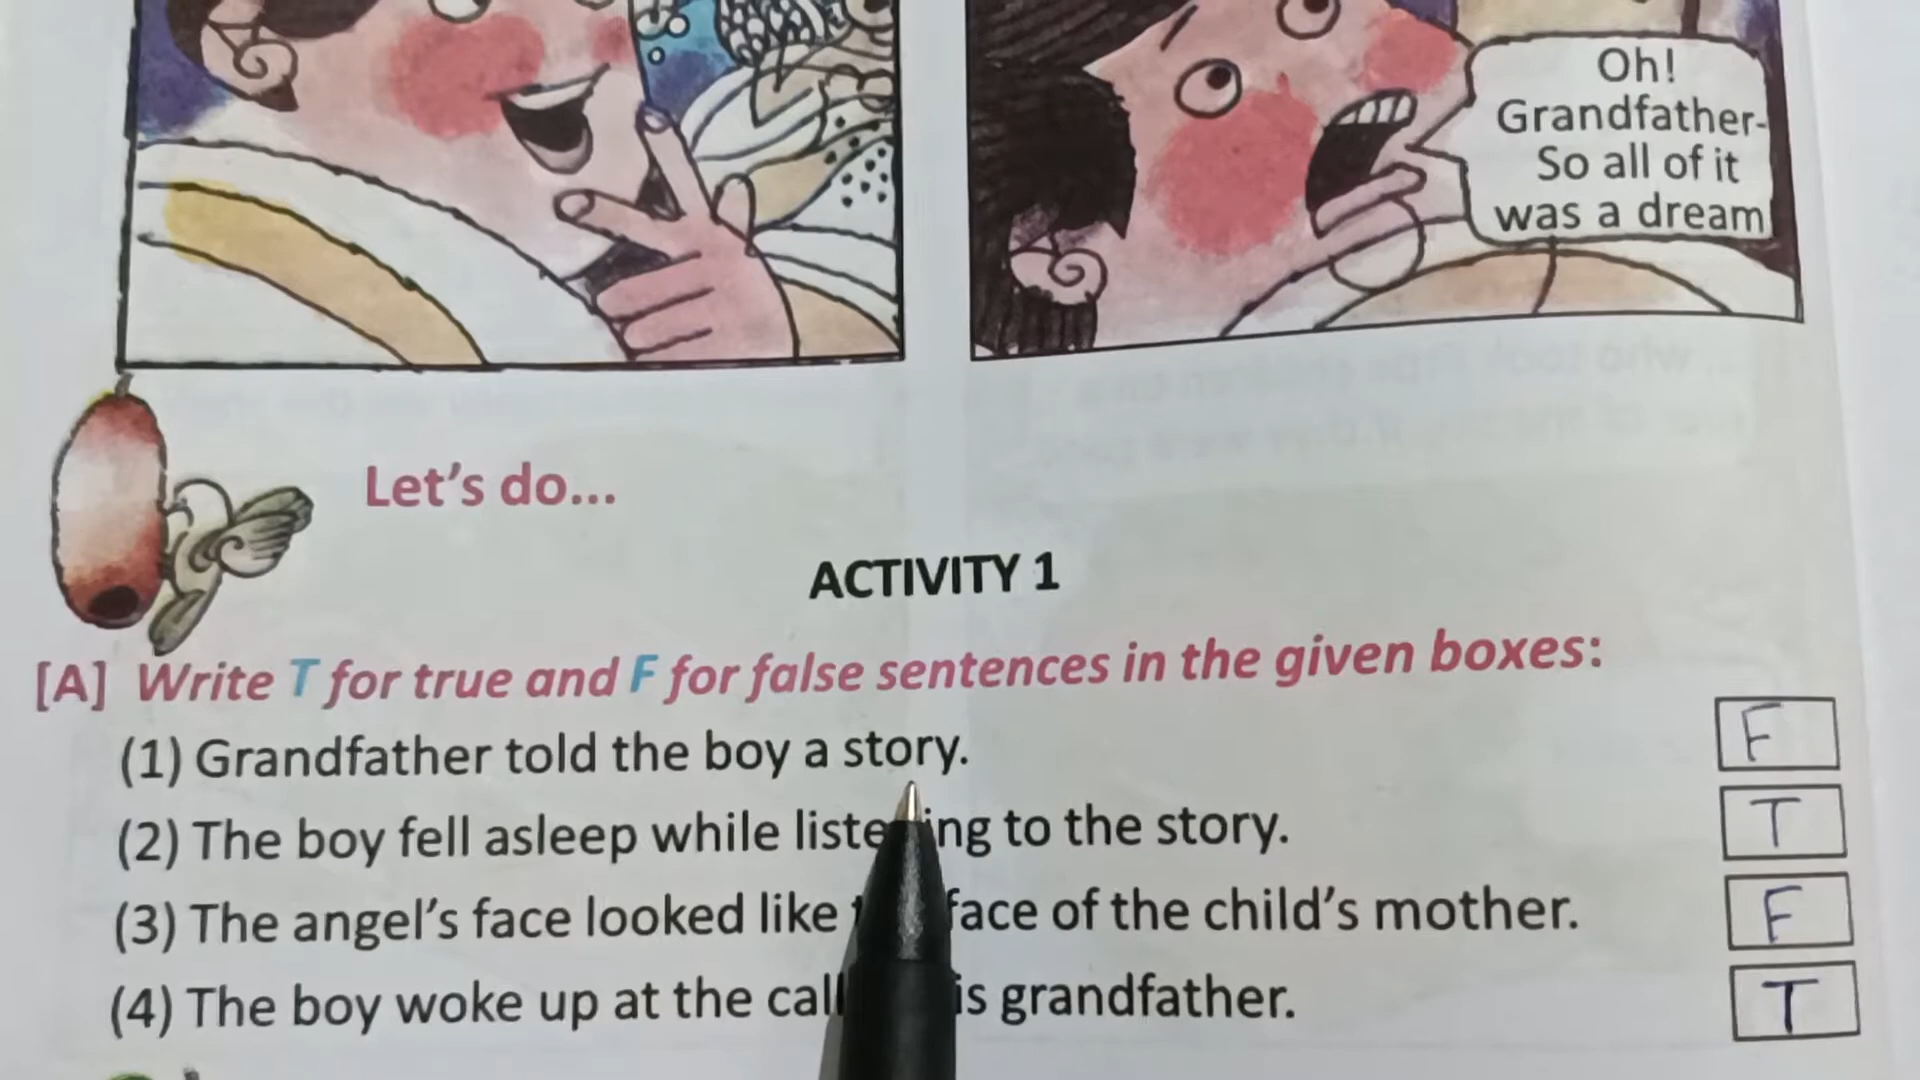 Oh!
Grandfather-
So all of it
was a dream
Let's do...
ACTIVITY 1
[A] Write T for true and F for false sentences in the given boxes:
(1) Grandfather told the boy a story. F
(2) The boy fell asleep while listening to the story. T
(3) The angel's face looked like face of the child's mother. F
(4) The boy woke up at the call grandfather. T